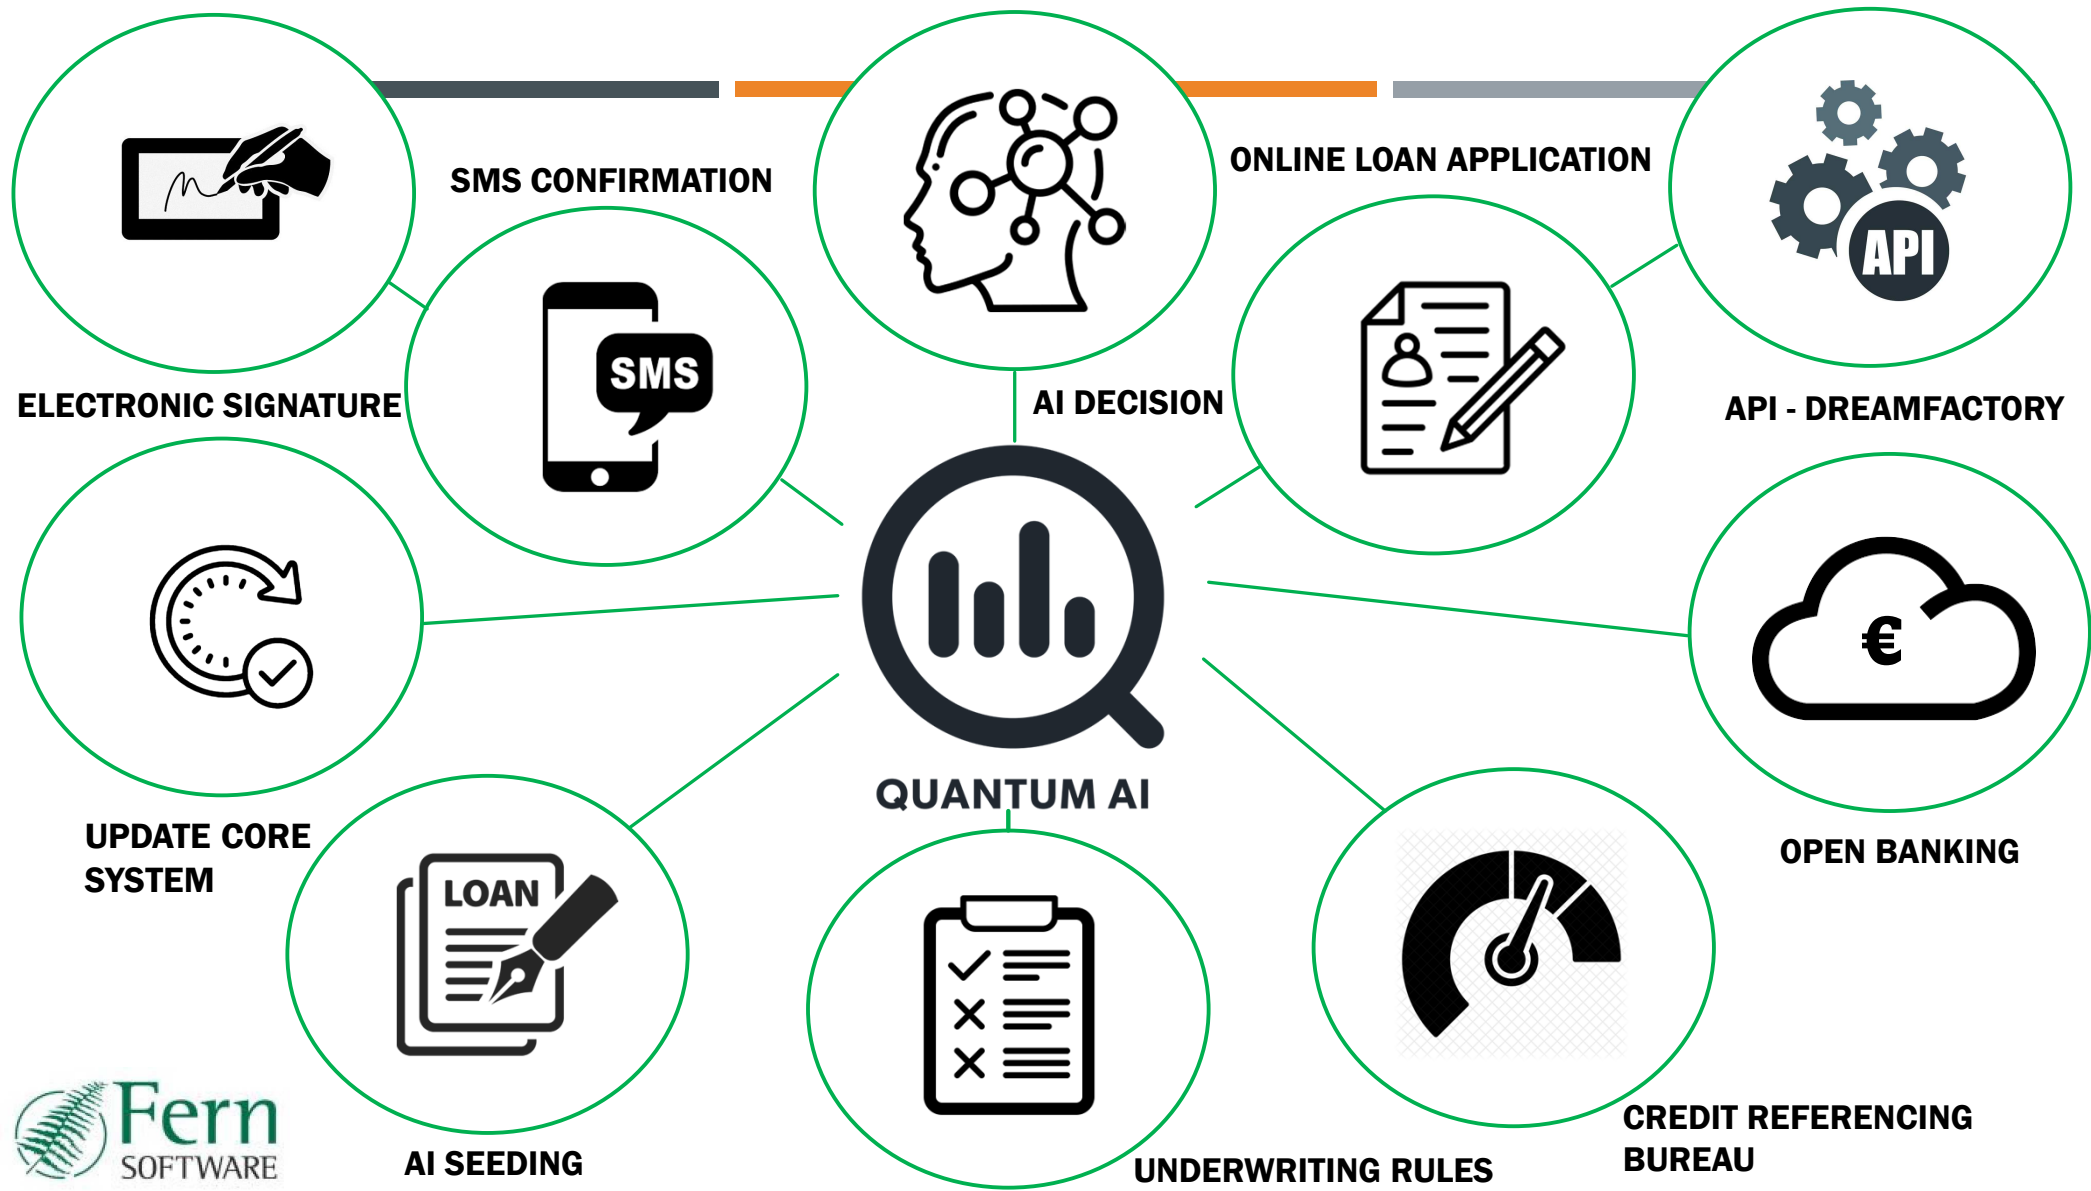 ONLINE LOAN APPLICATION
SMS CONFIRMATION
API
SMS
AI DECISION
ELECTRONIC SIGNATURE
API - DREAMFACTORY
€
QUANTUM AI
UPDATE CORE
SYSTEM
OPEN BANKING
LOAN
Fern
SOFTWARE
CREDIT REFERENCING
BUREAU
AI SEEDING
UNDERWRITING RULES